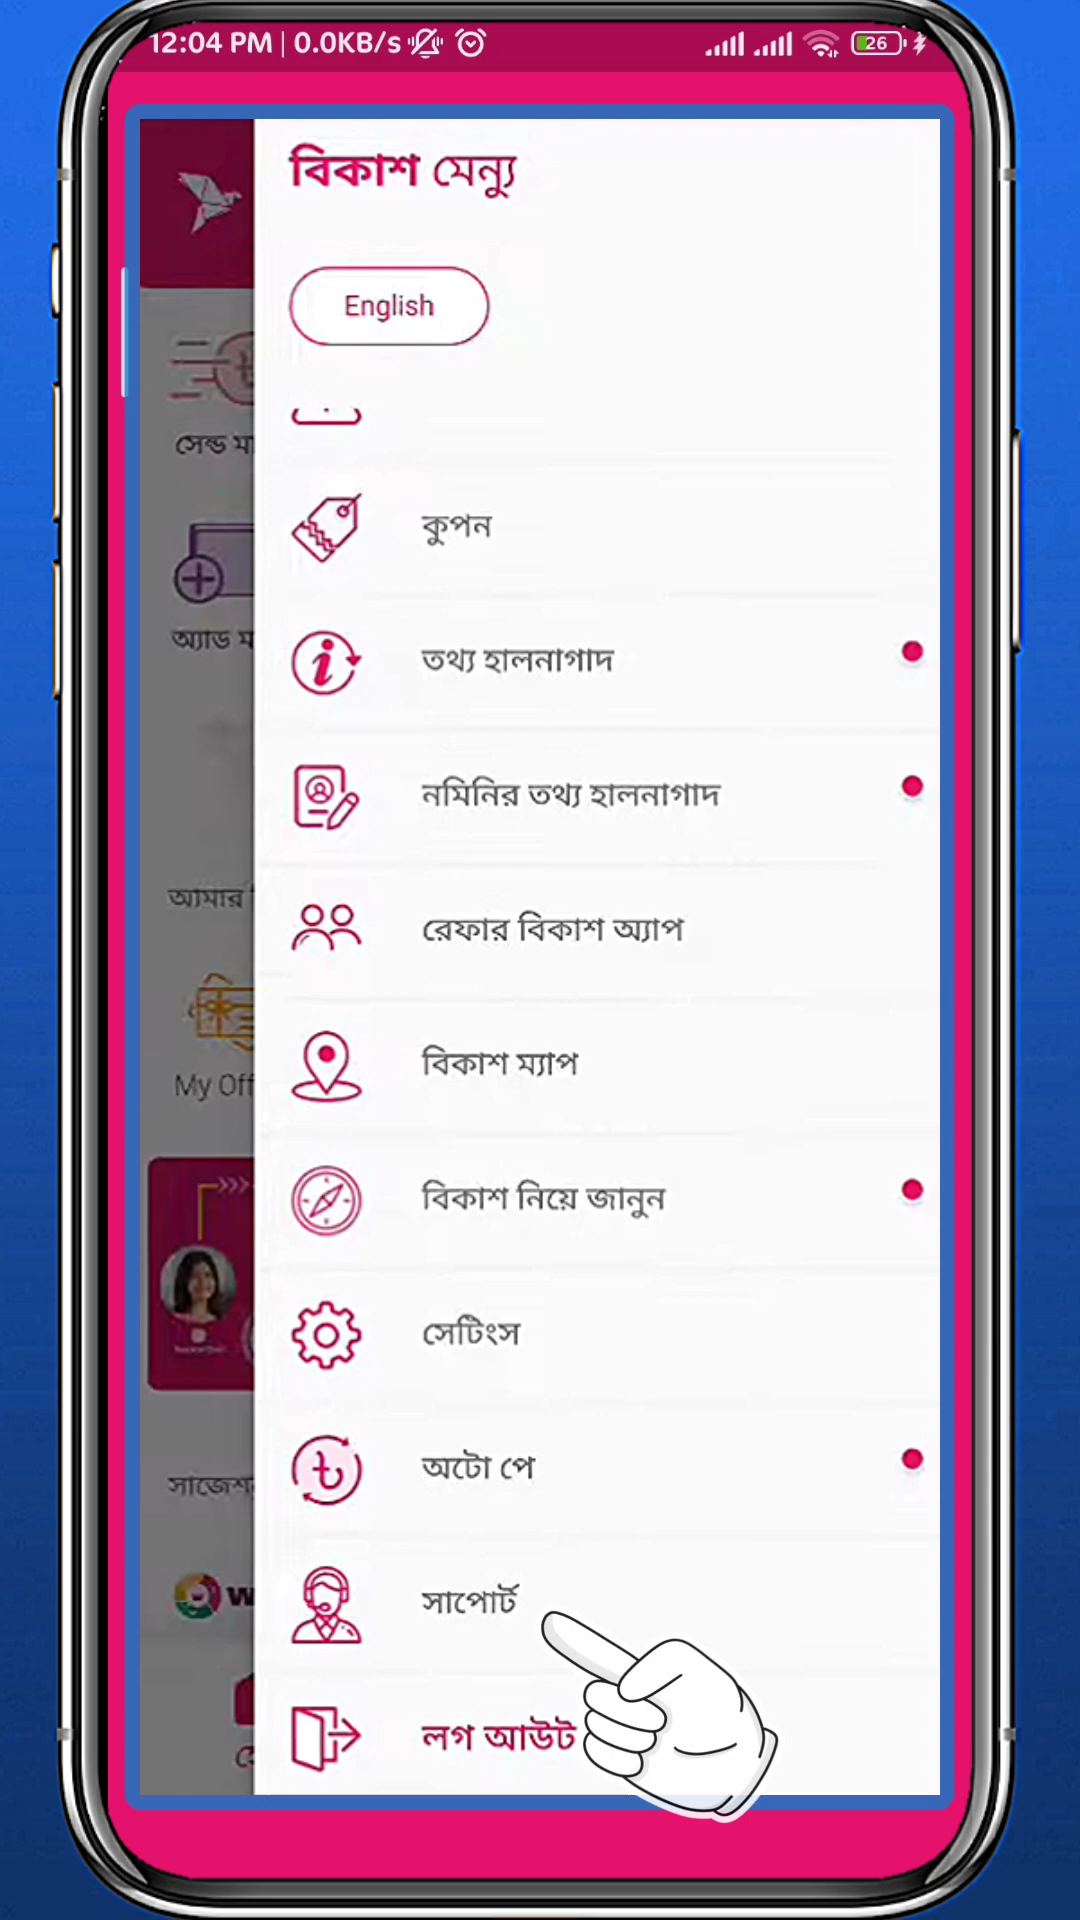 12:04 PM | 0.0KB/s
26
বিকাশ মেন্যু
English
সেন্ড
কুপন
অ্যাড
তথ্য হালনাগাদ
নমিনির তথ্য হালনাগাদ
আমার
রেফার বিকাশ অ্যাপ
My Off
বিকাশ ম্যাপ
বিকাশ নিয়ে জানুন
সেটিংস
অটো পে
সাজেশ
সাপোর্ট
লগ আউট